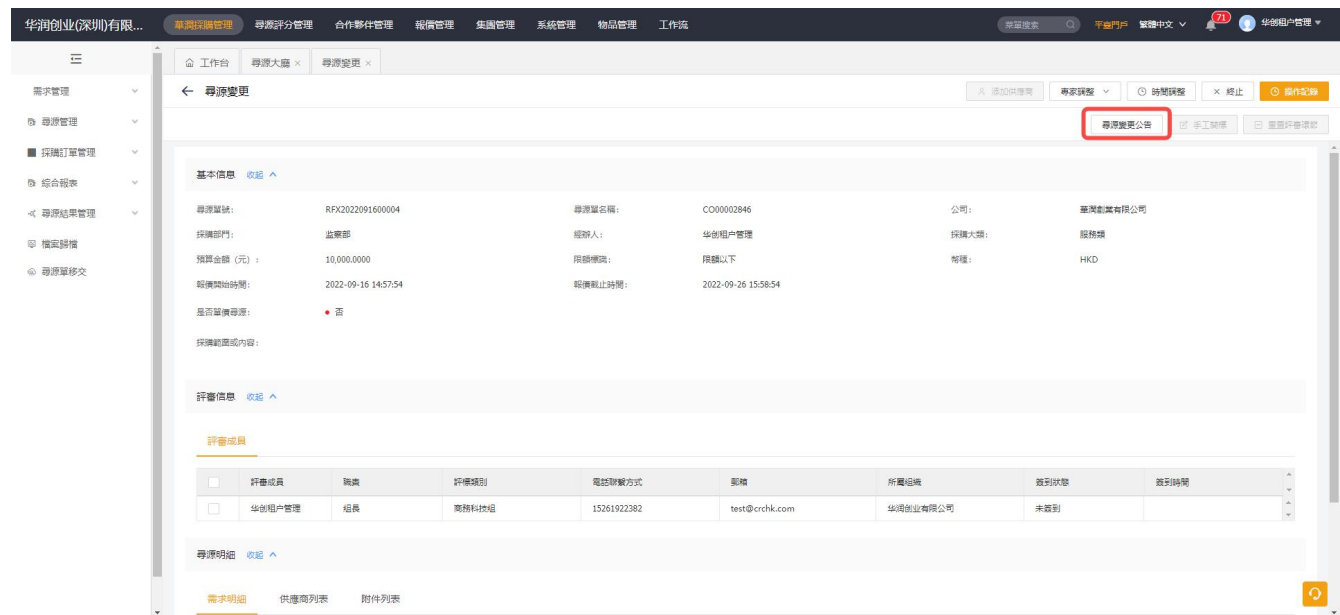 华润创业(深圳)有限... 華潤採購管理 尋源評分管理 合作夥伴管理 報價管理 集團管理 系統管理 物品管理 工作流 菜單搜索 平臺門戶 繁體中文 71 华创租户管理
工作台 尋源大廳 × 尋源變更 ×
需求管理
尋源管理
採購訂單管理
綜合報表
尋源結果管理
檔案歸檔
尋源單移交
← 尋源變更 添加供應商 專家調整 時間調整 × 終止 操作記錄
尋源變更公告 手工開標 重置評審環節
基本信息 收起
尋源單號: RFX2022091600004 尋源單名稱: CO00002846 公司: 華潤創業有限公司
採購部門: 监察部 經辦人: 华创租户管理 採購大類: 服務類
預算金額（元）: 10,000.0000 限額標識: 限額以下 幣種: HKD
報價開始時間: 2022-09-16 14:57:54 報價截止時間: 2022-09-26 15:58:54
是否單價尋源: 否
採購範圍或內容:
評審信息 收起
評審成員
評審成員 職責 評標類別 電話聯繫方式 郵箱 所屬組織 簽到狀態 簽到時間
华创租户管理 组長 商務科技组 15261922382 test@crchk.com 华润创业有限公司 未簽到
尋源明細 收起
需求明細 供應商列表 附件列表